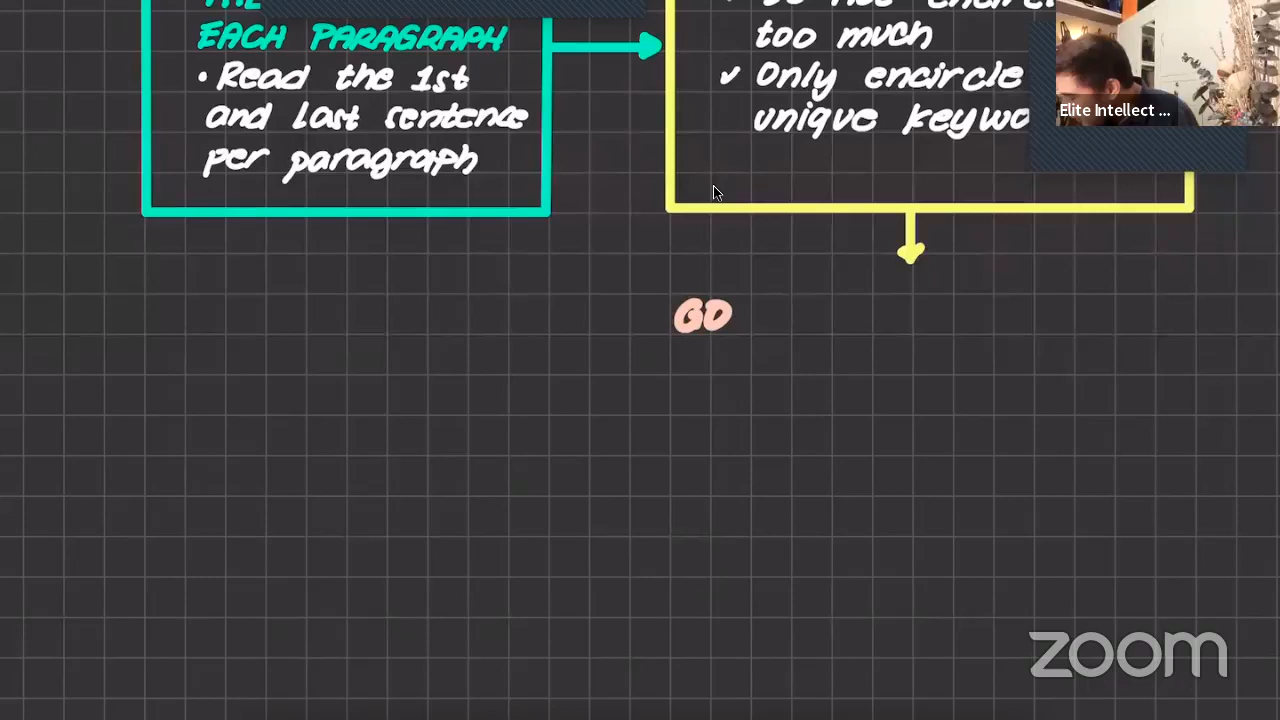 EACH PARAGRAPH
• Read the 1st
and last sentence
per paragraph
too much
✓ Only encircle
unique
GO
Elite Intellect ...
zoom